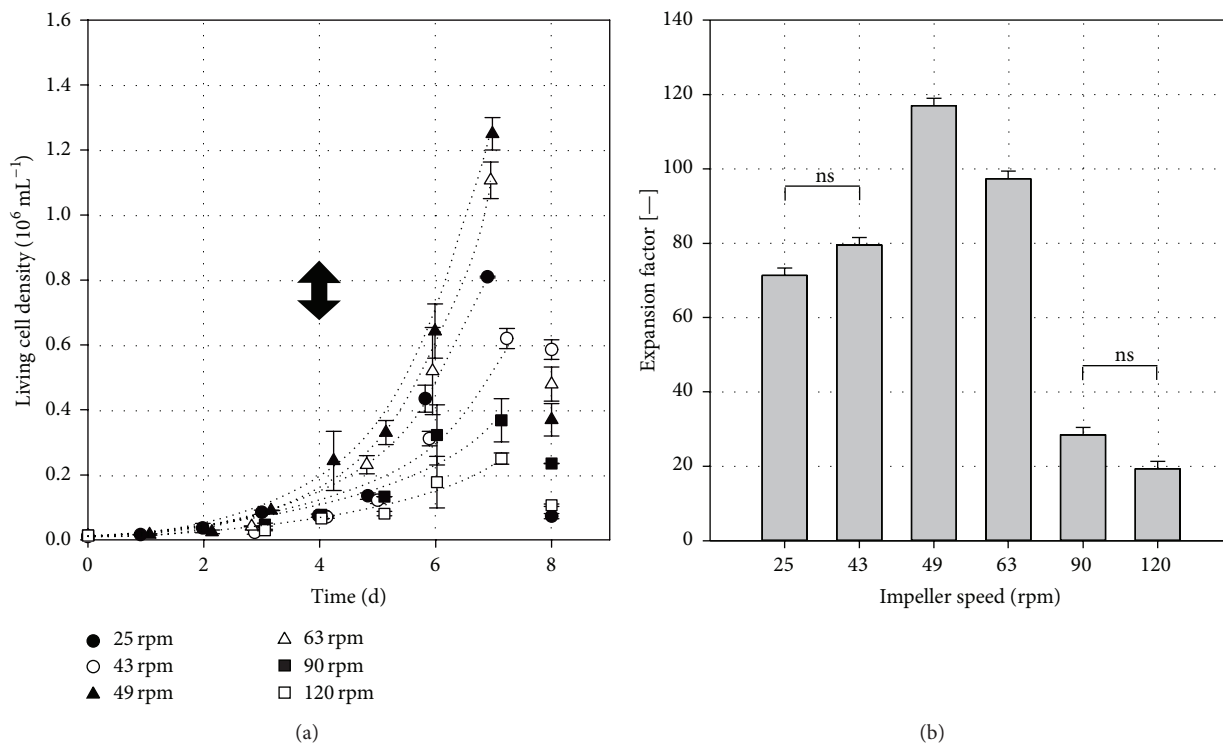 1.6
1.4
1.2
1.0
0.8
0.6
0.4
0.2
0.0
Living cell density (10⁶ mL⁻¹)
0 2 4 6 8
Time (d)
25 rpm
43 rpm
49 rpm
63 rpm
90 rpm
120 rpm
(a)
140
120
100
80
60
40
20
0
Expansion factor [—]
ns
ns
25 43 49 63 90 120
Impeller speed (rpm)
(b)